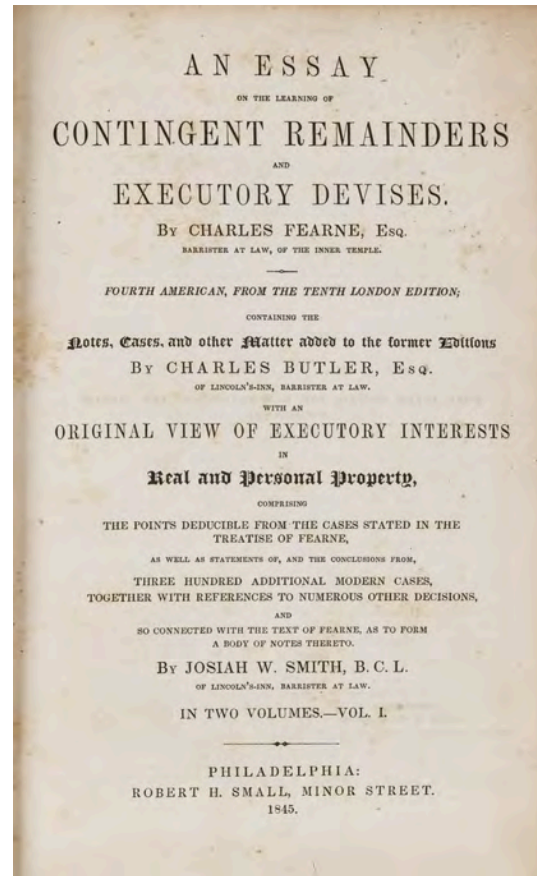 AN ESSAY
ON THE LEARNING OF
CONTINGENT REMAINDERS
AND
EXECUTORY DEVISES.
By CHARLES FEARNE, Esq.
BARRISTER AT LAW, OF THE INNER TEMPLE.
FOURTH AMERICAN, FROM THE TENTH LONDON EDITION;
CONTAINING THE
Notes, Cases, and other Matter added to the former Editions
By CHARLES BUTLER, Esq.
OF LINCOLN'S-INN, BARRISTER AT LAW.
WITH AN
ORIGINAL VIEW OF EXECUTORY INTERESTS
IN
Real and Personal Property,
COMPRISING
THE POINTS DEDUCIBLE FROM THE CASES STATED IN THE
TREATISE OF FEARNE,
AS WELL AS STATEMENTS OF, AND THE CONCLUSIONS FROM,
THREE HUNDRED ADDITIONAL MODERN CASES,
TOGETHER WITH REFERENCES TO NUMEROUS OTHER DECISIONS,
AND
SO CONNECTED WITH THE TEXT OF FEARNE, AS TO FORM
A BODY OF NOTES THERETO.
By JOSIAH W. SMITH, B. C. L.
OF LINCOLN'S-INN, BARRISTER AT LAW.
IN TWO VOLUMES.—VOL. I.
PHILADELPHIA:
ROBERT H. SMALL, MINOR STREET.
1845.